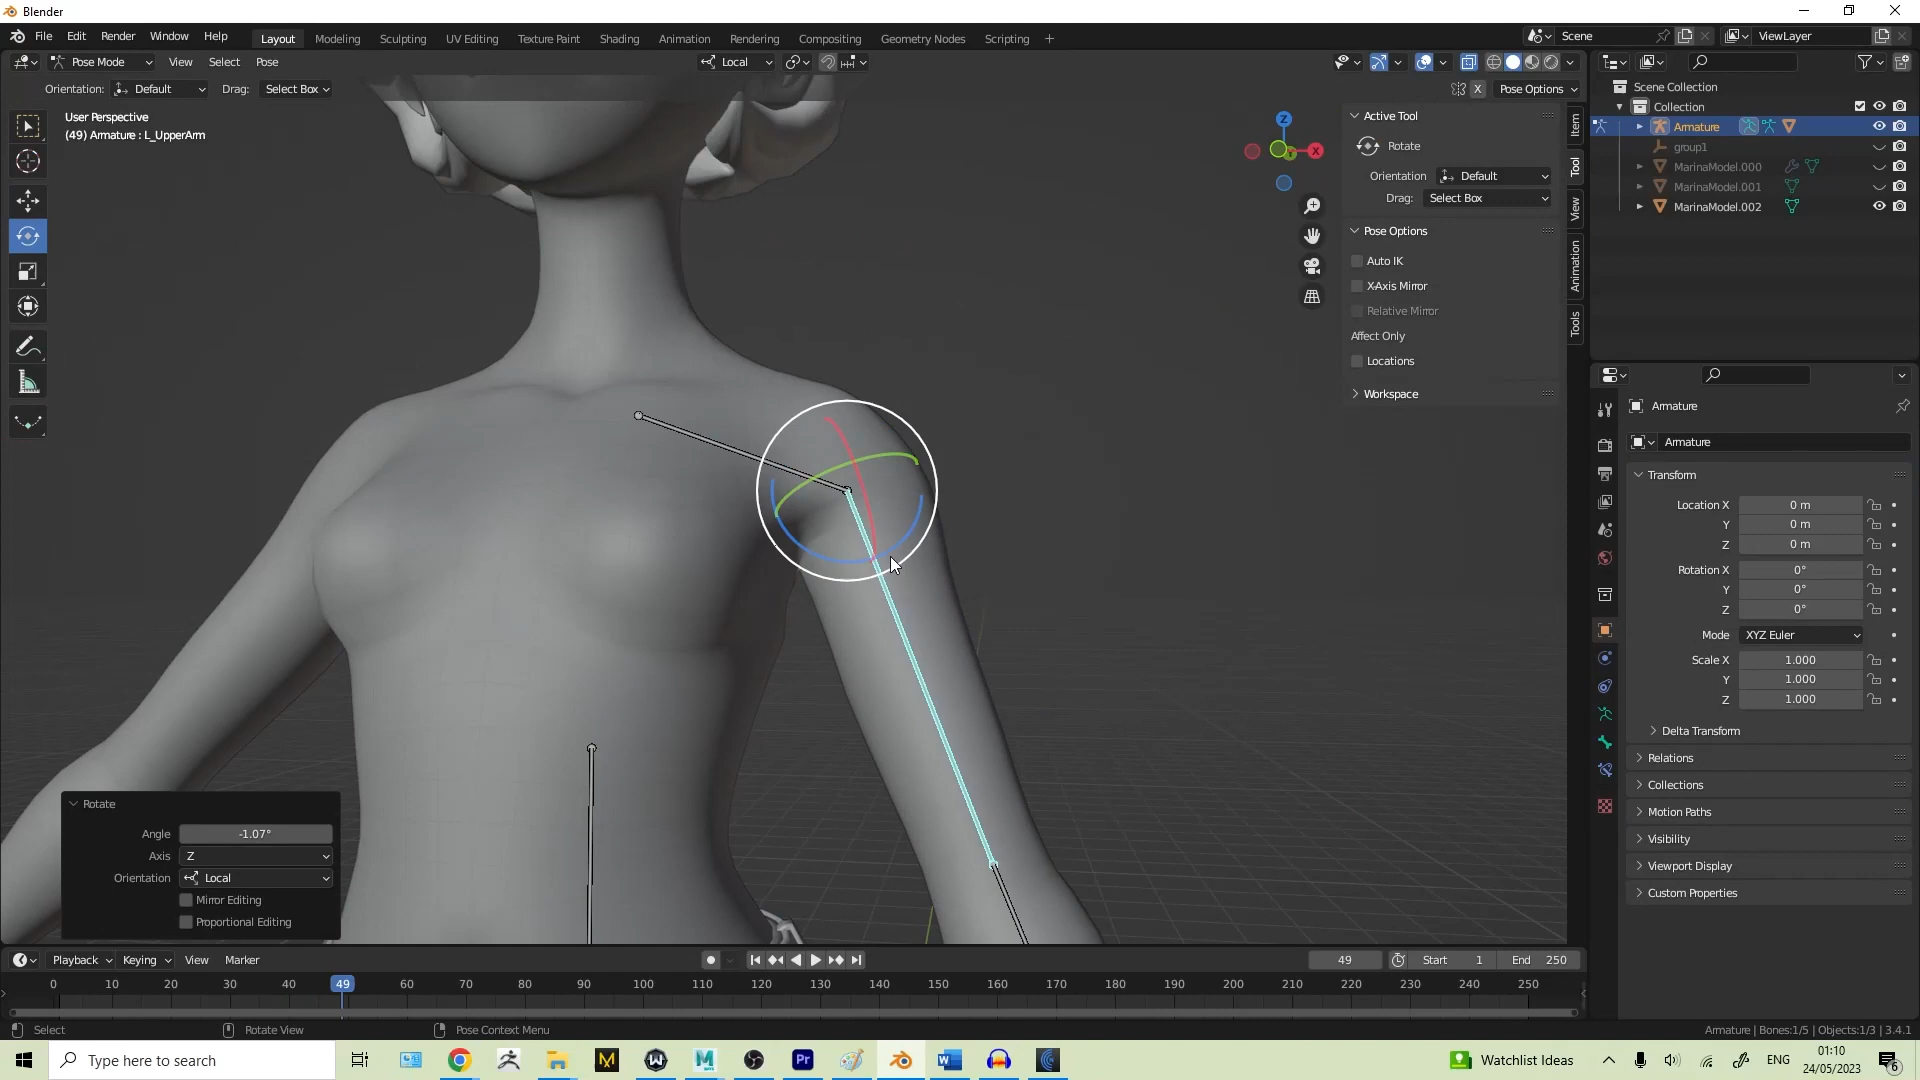 Blender
File Edit Render Window Help Layout Modeling Sculpting UV Editing Texture Paint Shading Animation Rendering Compositing Geometry Nodes Scripting + Scene ViewLayer
Pose Mode View Select Pose Local
Orientation: Default Drag: Select Box X Pose Options
User Perspective
(49) Armature : L_UpperArm
Z
X
Active Tool
Rotate
Orientation Default
Drag: Select Box
Pose Options
Auto IK
X-Axis Mirror
Relative Mirror
Affect Only
Locations
Workspace
Item
Tool
View
Animation
Tools
Scene Collection
Collection
Armature
group1
MarinaModel.000
MarinaModel.001
MarinaModel.002
Armature
Armature
Transform
Location X 0 m
Y 0 m
Z 0 m
Rotation X 0°
Y 0°
Z 0°
Mode XYZ Euler
Scale X 1.000
Y 1.000
Z 1.000
Delta Transform
Relations
Collections
Motion Paths
Visibility
Viewport Display
Custom Properties
Rotate
Angle -1.07°
Axis Z
Orientation Local
Mirror Editing
Proportional Editing
Playback Keying View Marker 49 Start 1 End 250
0 10 20 30 40 49 60 70 80 90 100 110 120 130 140 150 160 170 180 190 200 210 220 230 240 250
Select Rotate View Pose Context Menu Armature | Bones:1/5 | Objects:1/3 | 3.4.1
Type here to search M M Pr W Watchlist Ideas ENG 01:10
24/05/2023 6